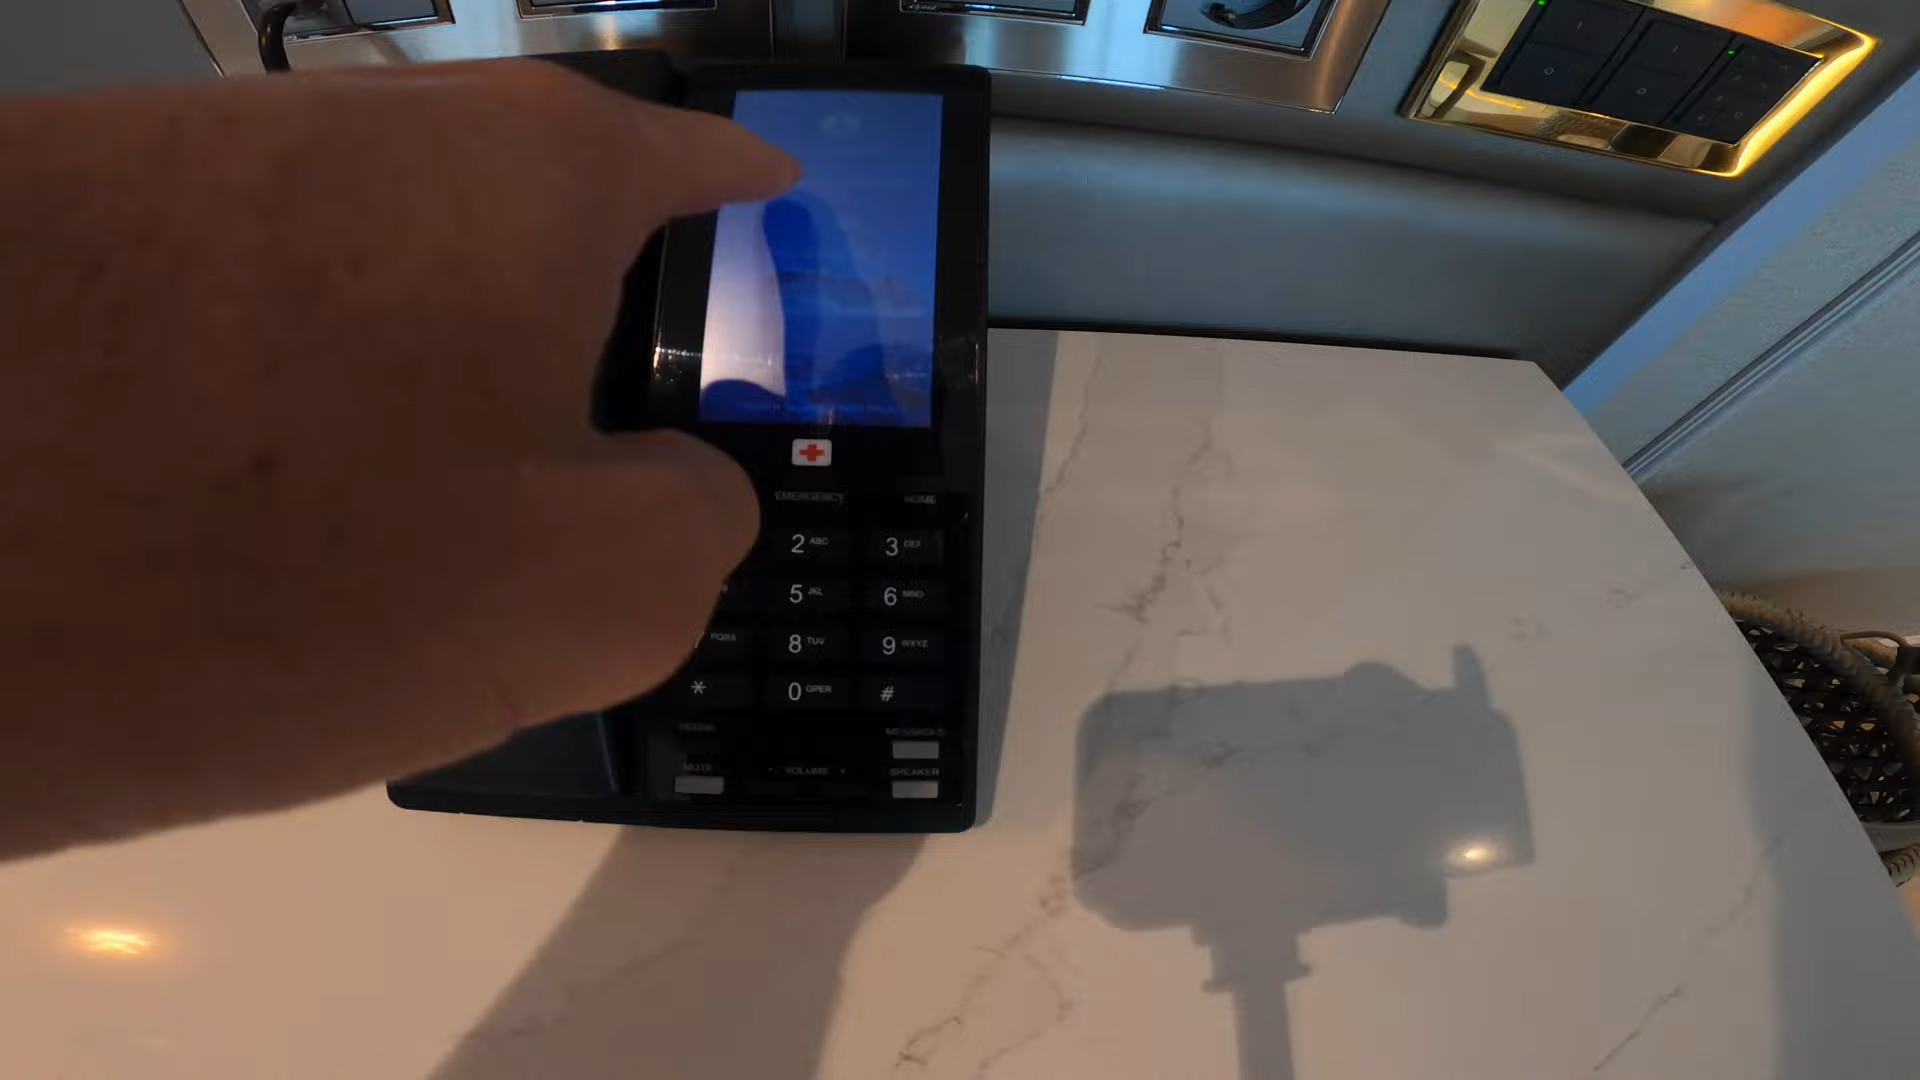 EMERGENCY HOME
2 ABC 3 DEF
5 JKL 6 MNO
PQRS 8 TUV 9 WXYZ
* 0 OPER #
MESSAGES
MUTE - VOLUME + SPEAKER